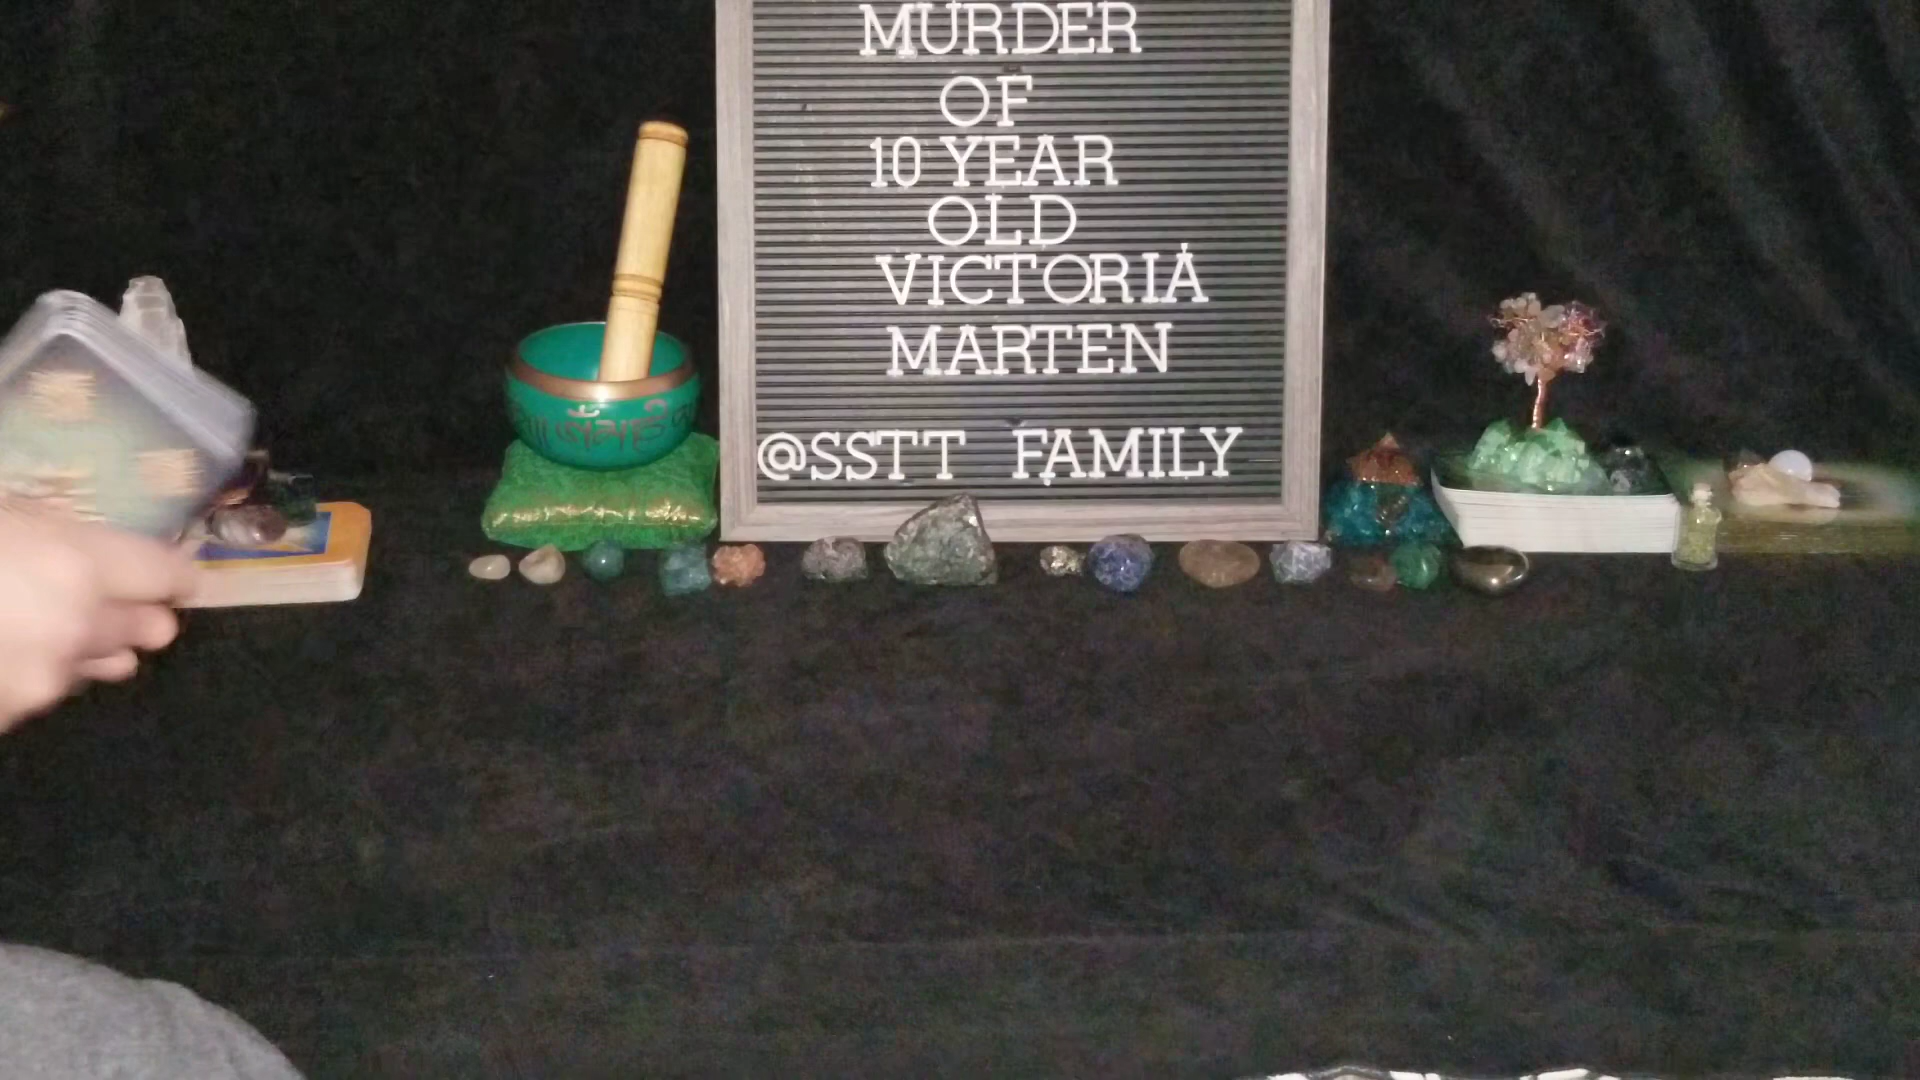 MURDER
OF
10 YEAR
OLD
VICTORIA
MARTEN
@SSTT FAMILY